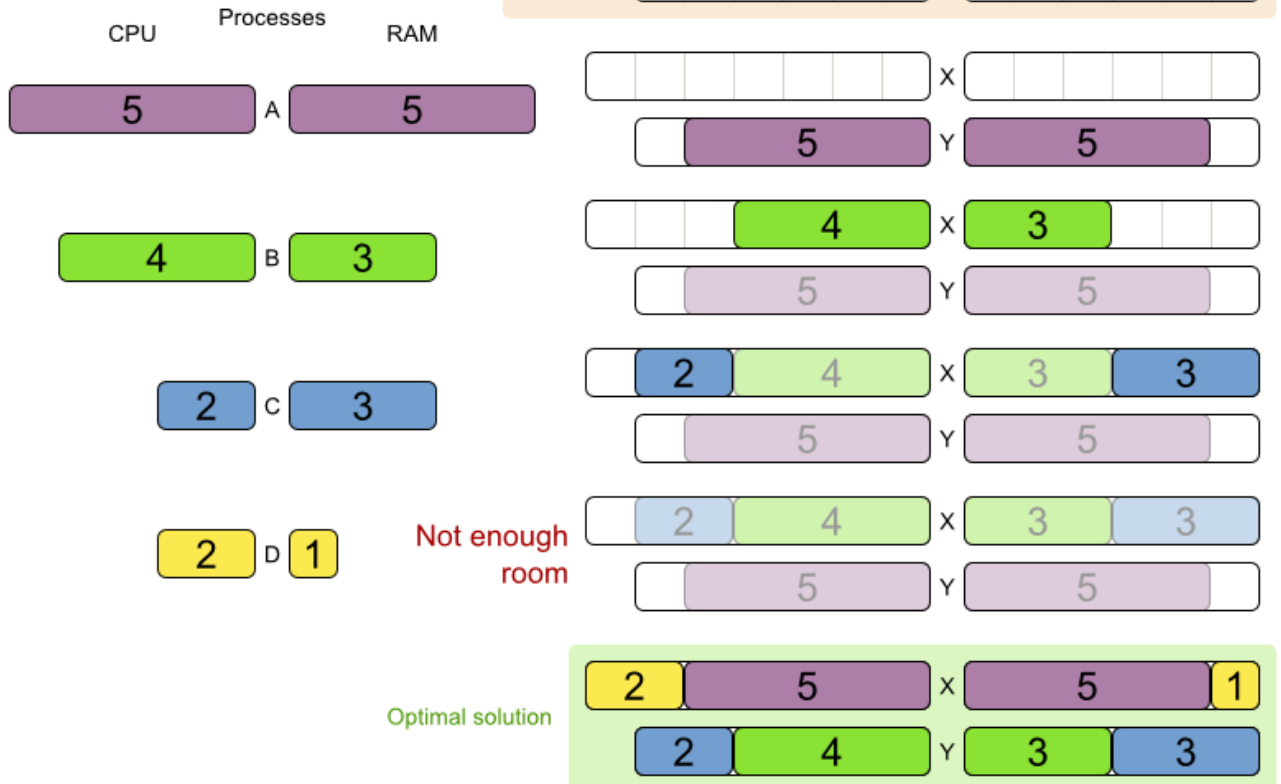 Processes
CPU RAM
X
5 A 5
5 Y 5
4 X 3
4 B 3
5 Y 5
2 4 X 3 3
2 C 3
5 Y 5
2 4 X 3 3
Not enough
room
2 D 1
5 Y 5
2 5 X 5 1
Optimal solution
2 4 Y 3 3